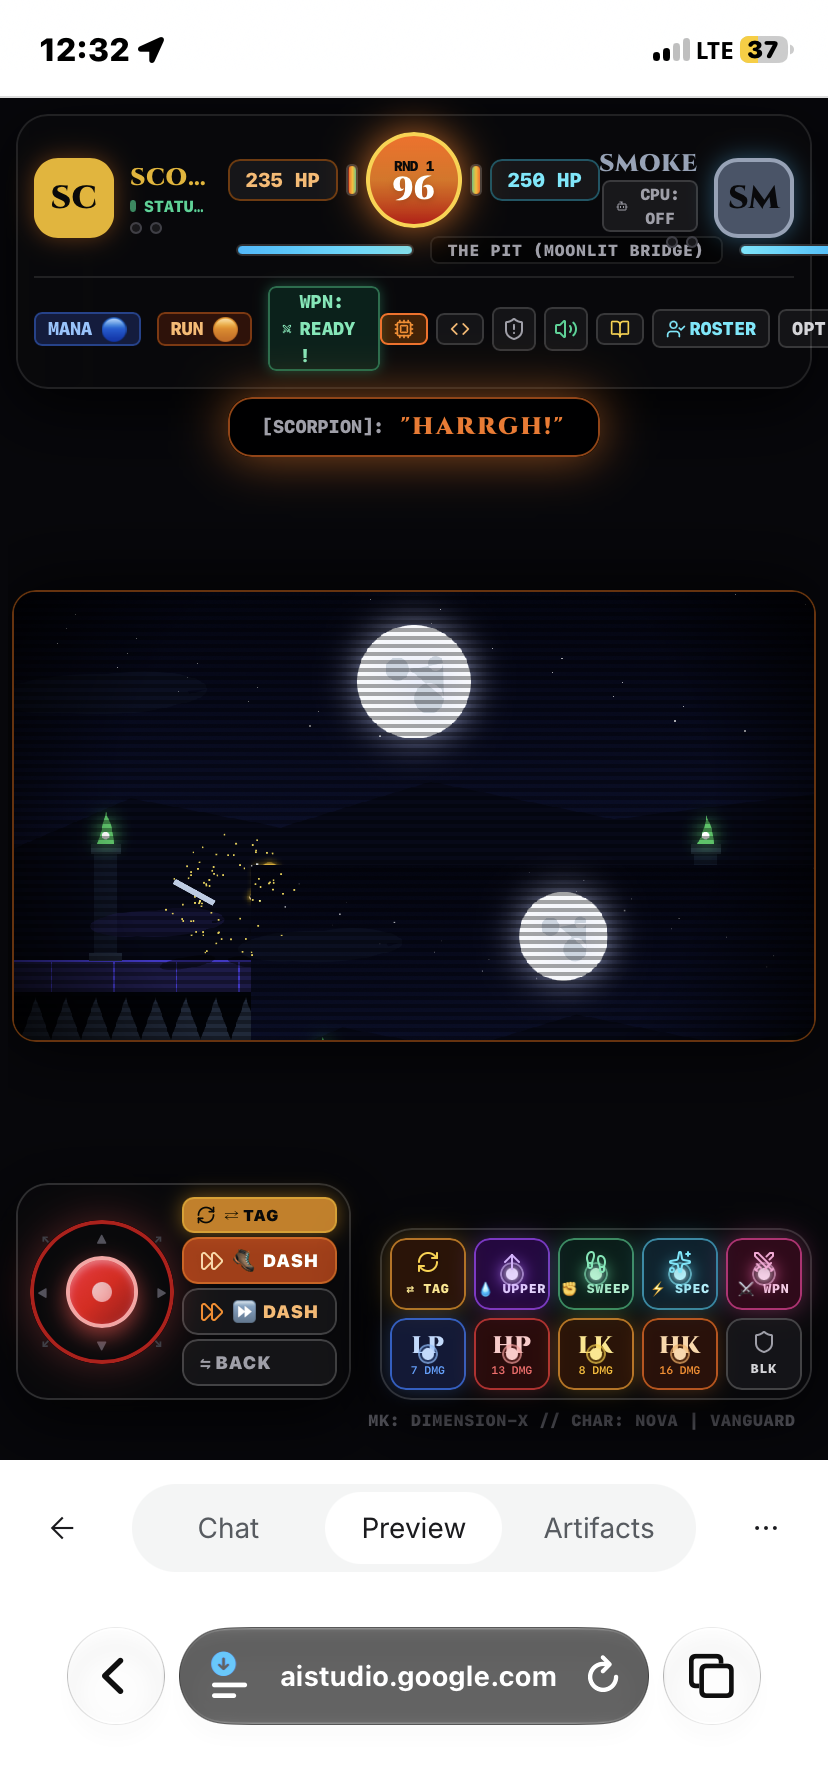 12:32
LTE 37
SC
SCO...
STATU...
235 HP
RND 1
96
250 HP
SMOKE
CPU:
OFF
SM
THE PIT (MOONLIT BRIDGE)
MANA
RUN
WPN:
READY
!
ROSTER
OPT
[SCORPION]: "HARRGH!"
⇄ TAG
DASH
DASH
⇋ BACK
⇄ TAG
UPPER
SWEEP
SPEC
WPN
LP
7 DMG
HP
13 DMG
LK
8 DMG
HK
16 DMG
BLK
MK: DIMENSION-X // CHAR: NOVA | VANGUARD
Chat
Preview
Artifacts
aistudio.google.com